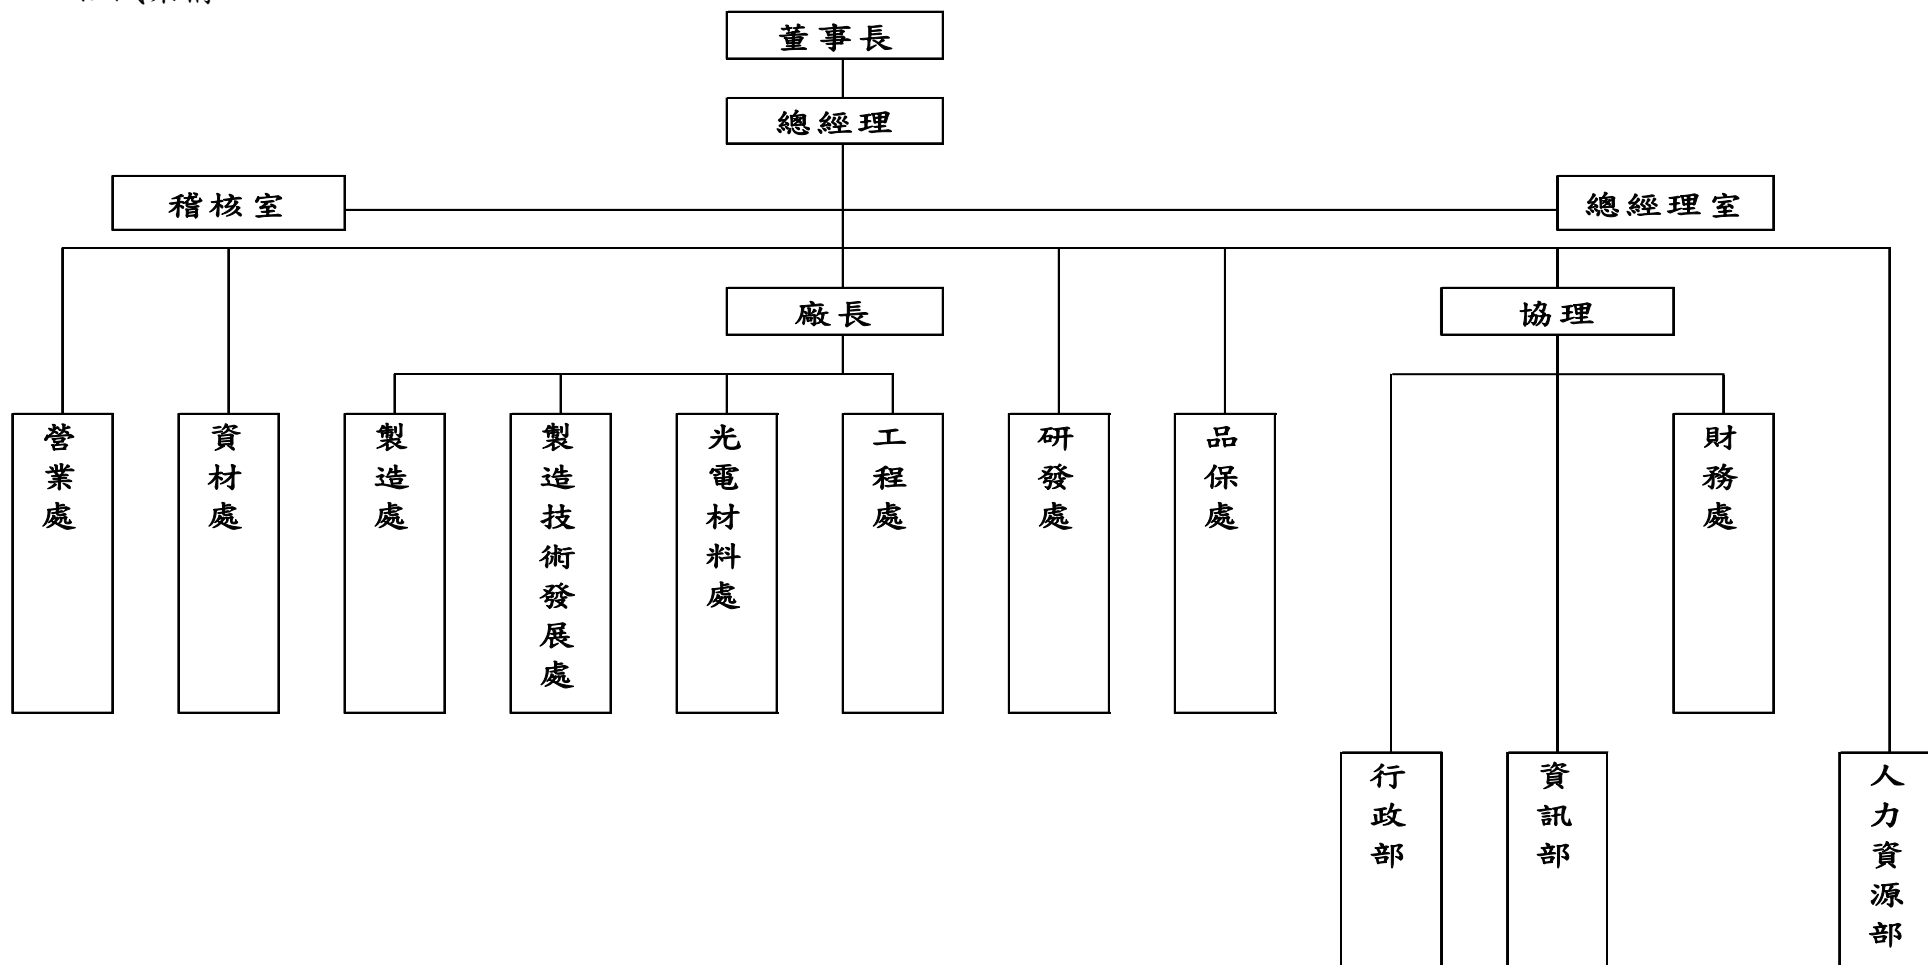 董事長
總經理
稽核室
總經理室
廠長
協理
營業處
資材處
製造處
製造技術發展處
光電材料處
工程處
研發處
品保處
財務處
行政部
資訊部
人力資源部